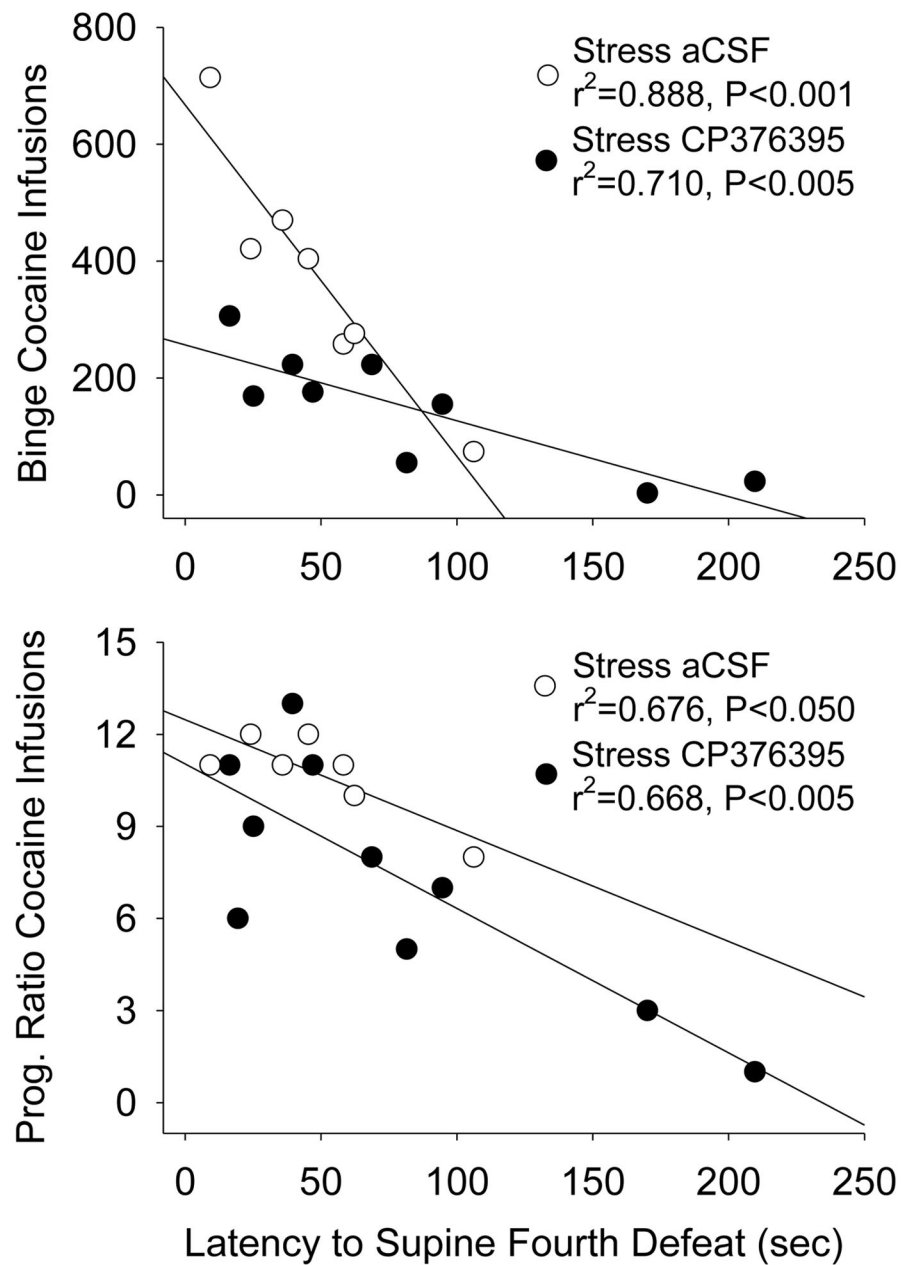 Binge Cocaine Infusions
800
600
400
200
0
Stress aCSF
r²=0.888, P<0.001
Stress CP376395
r²=0.710, P<0.005
0 50 100 150 200 250
Prog. Ratio Cocaine Infusions
15
12
9
6
3
0
Stress aCSF
r²=0.676, P<0.050
Stress CP376395
r²=0.668, P<0.005
0 50 100 150 200 250
Latency to Supine Fourth Defeat (sec)